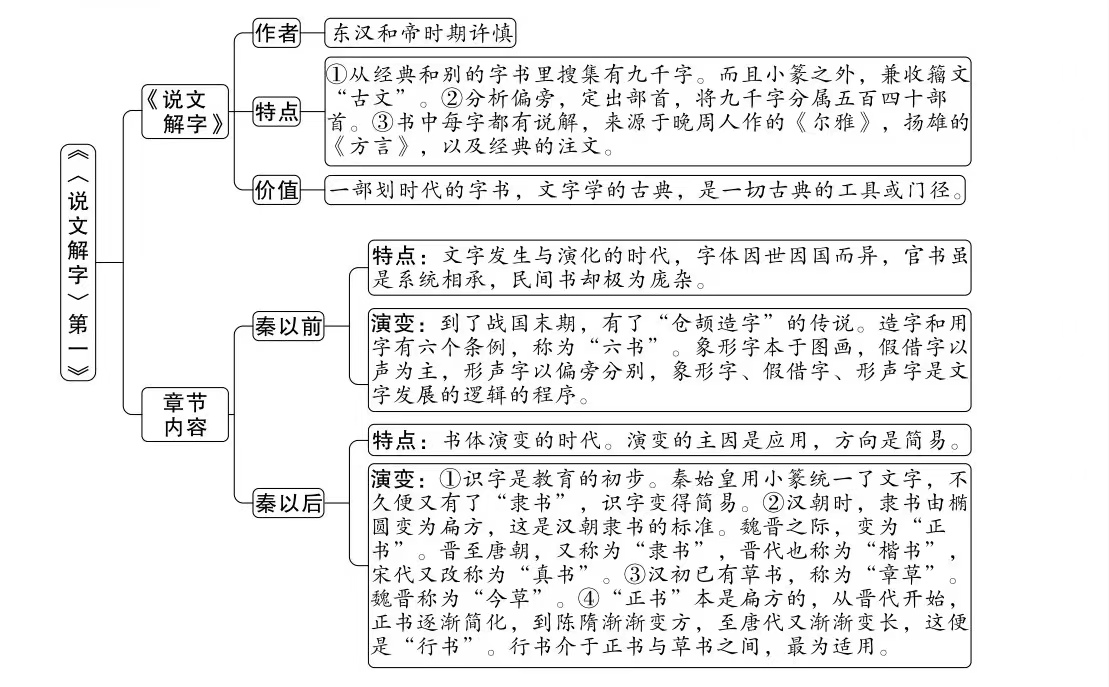 《〈说文解字〉第一》
《说文
解字》
作者
东汉和帝时期许慎
特点
①从经典和别的字书里搜集有九千字。而且小篆之外，兼收籀文
“古文”。②分析偏旁，定出部首，将九千字分属五百四十部
首。③书中每字都有说解，来源于晚周人作的《尔雅》，扬雄的
《方言》，以及经典的注文。
价值
一部划时代的字书，文字学的古典，是一切古典的工具或门径。
章节
内容
秦以前
特点：文字发生与演化的时代，字体因世因国而异，官书虽
是系统相承，民间书却极为庞杂。
演变：到了战国末期，有了“仓颉造字”的传说。造字和用
字有六个条例，称为“六书”。象形字本于图画，假借字以
声为主，形声字以偏旁分别，象形字、假借字、形声字是文
字发展的逻辑的程序。
秦以后
特点：书体演变的时代。演变的主因是应用，方向是简易。
演变：①识字是教育的初步。秦始皇用小篆统一了文字，不
久便又有了“隶书”，识字变得简易。②汉朝时，隶书由椭
圆变为扁方，这是汉朝隶书的标准。魏晋之际，变为“正
书”。晋至唐朝，又称为“隶书”，晋代也称为“楷书”，
宋代又改称为“真书”。③汉初已有草书，称为“章草”。
魏晋称为“今草”。④“正书”本是扁方的，从晋代开始，
正书逐渐简化，到陈隋渐渐变方，至唐代又渐渐变长，这便
是“行书”。行书介于正书与草书之间，最为适用。